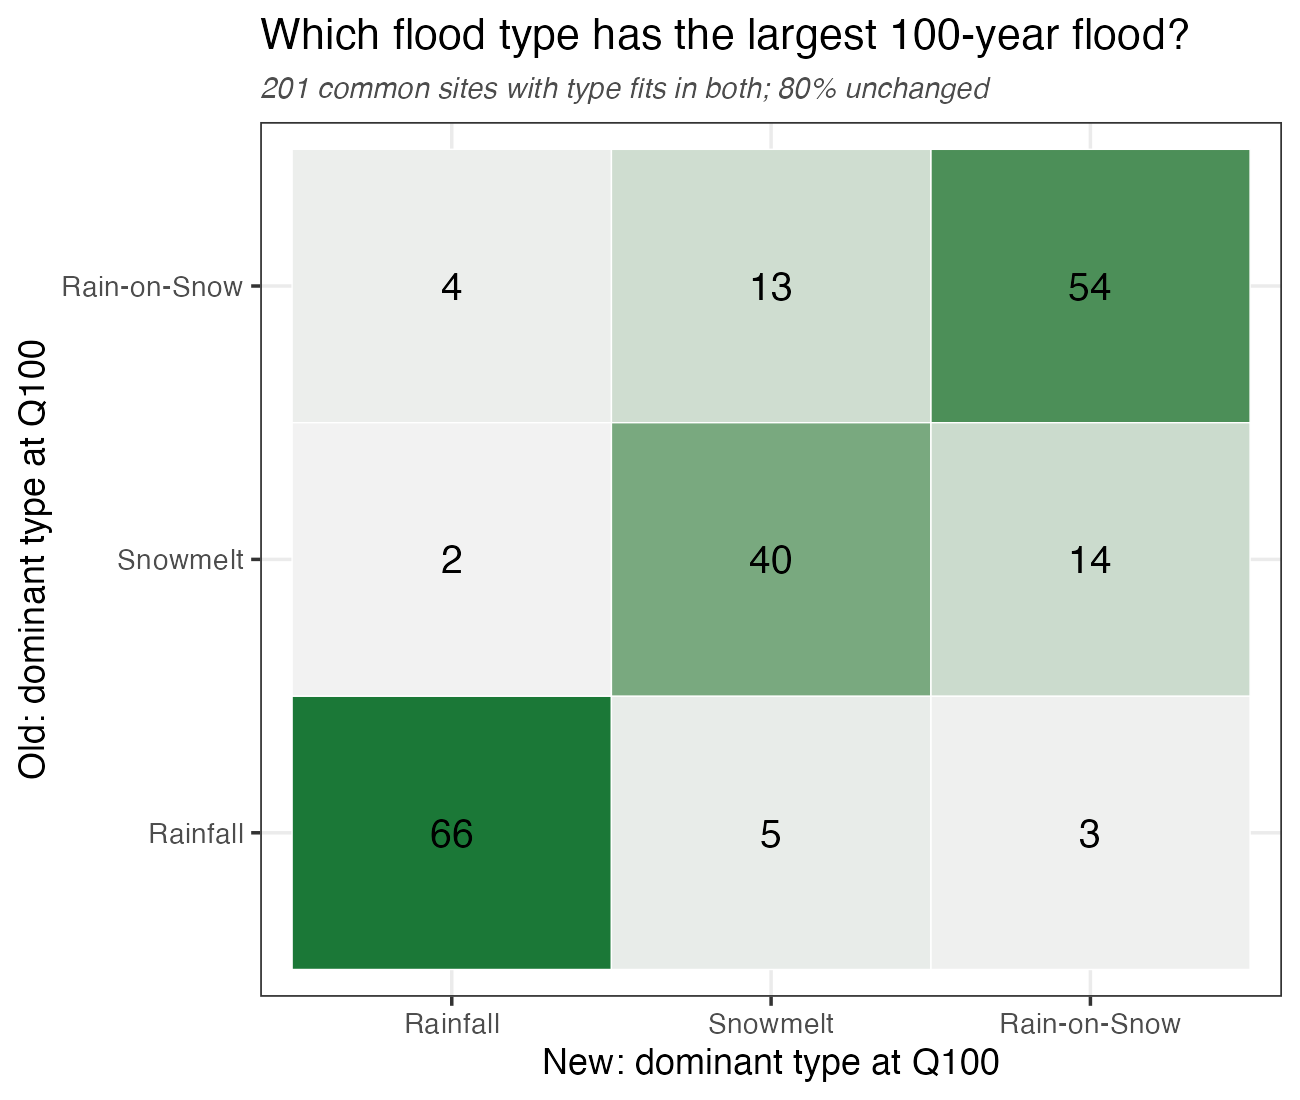 Which flood type has the largest 100-year flood?
201 common sites with type fits in both; 80% unchanged
Old: dominant type at Q100
Rain-on-Snow 4 13 54
Snowmelt 2 40 14
Rainfall 66 5 3
Rainfall Snowmelt Rain-on-Snow
New: dominant type at Q100